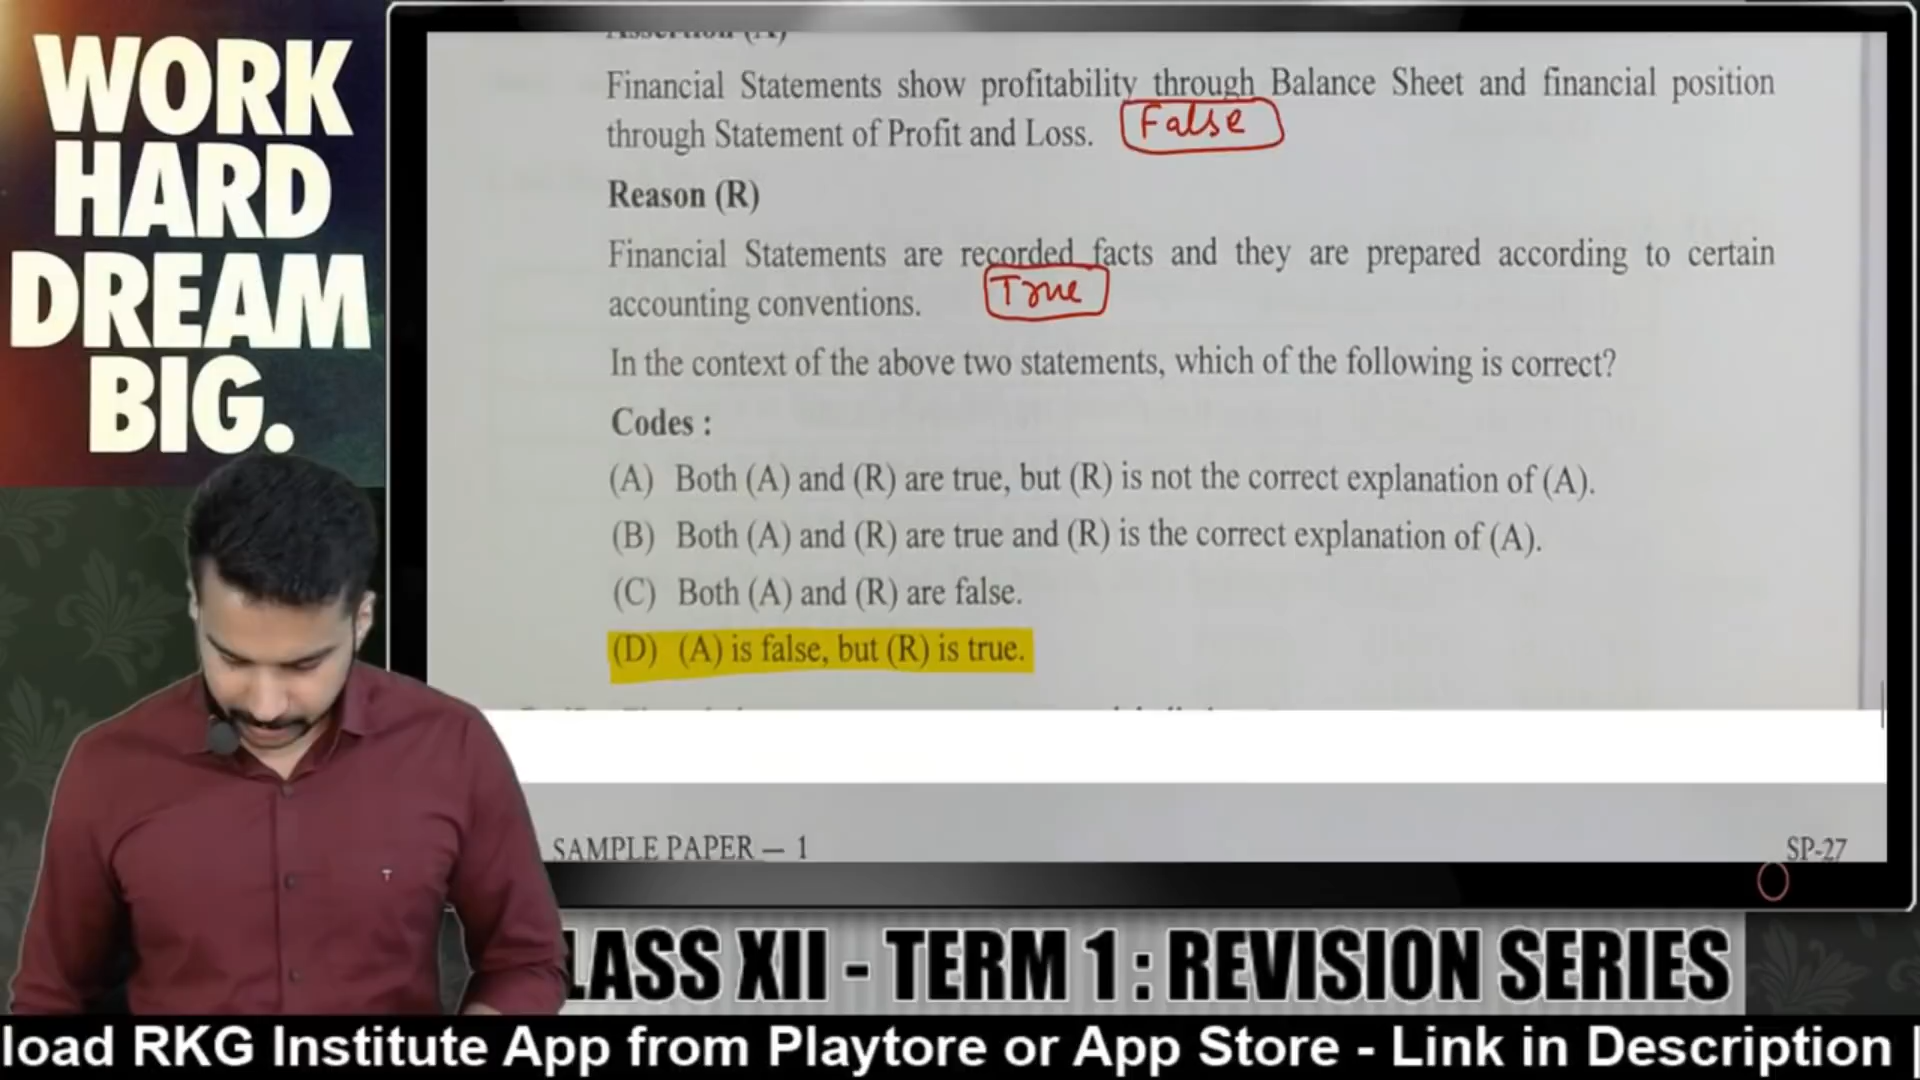 WORK
HARD
DREAM
BIG.
Assertion (A)
Financial Statements show profitability through Balance Sheet and financial position
through Statement of Profit and Loss. False
Reason (R)
Financial Statements are recorded facts and they are prepared according to certain
accounting conventions. True
In the context of the above two statements, which of the following is correct?
Codes :
(A) Both (A) and (R) are true, but (R) is not the correct explanation of (A).
(B) Both (A) and (R) are true and (R) is the correct explanation of (A).
(C) Both (A) and (R) are false.
(D) (A) is false, but (R) is true.
SAMPLE PAPER — 1
SP-27
LASS XII - TERM 1 : REVISION SERIES
load RKG Institute App from Playtore or App Store - Link in Description |